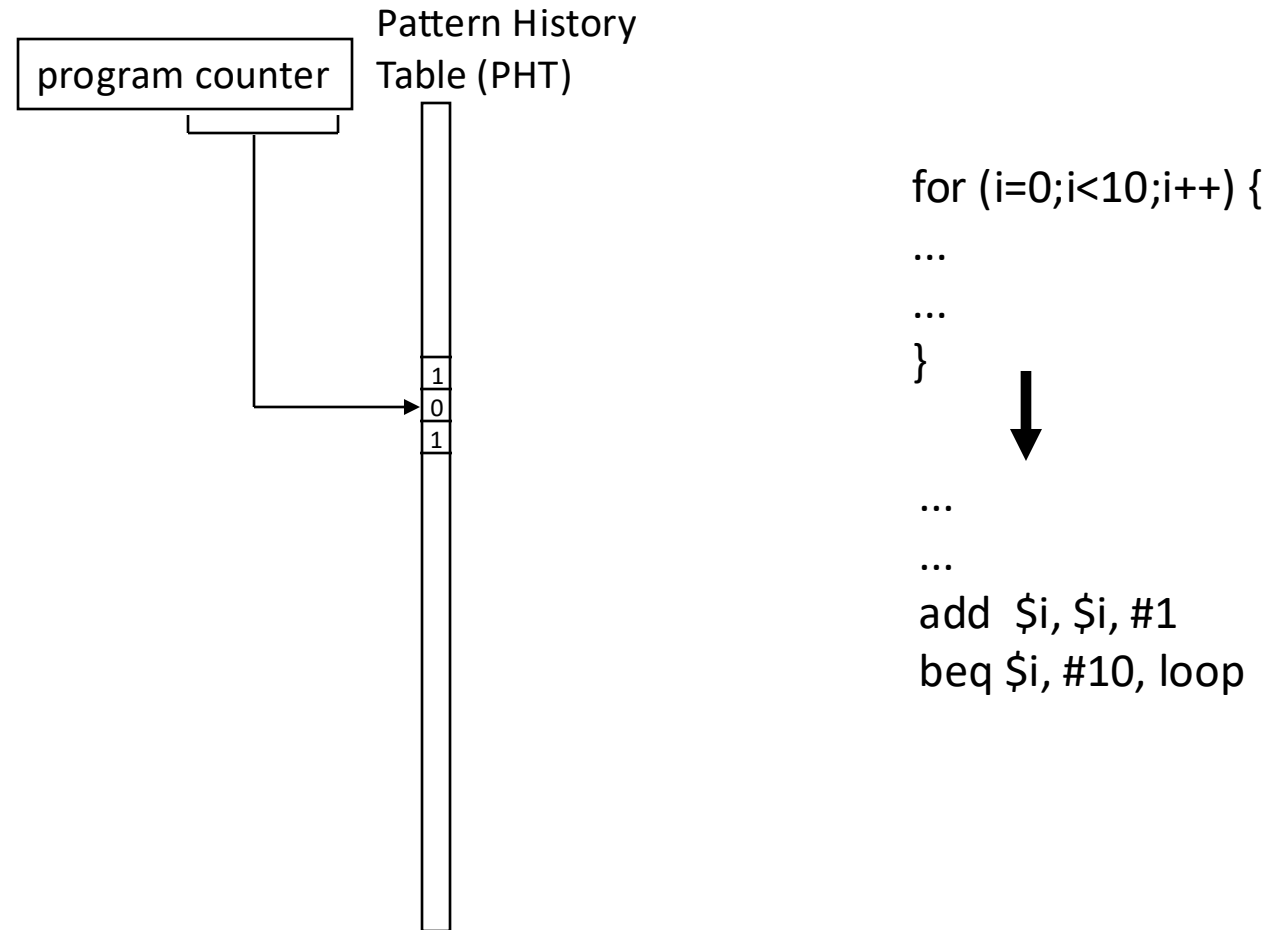 program counter
Pattern History
Table (PHT)
1
0
1
for (i=0;i<10;i++) {
...
...
}
...
...
add  $i, $i, #1
beq $i, #10, loop